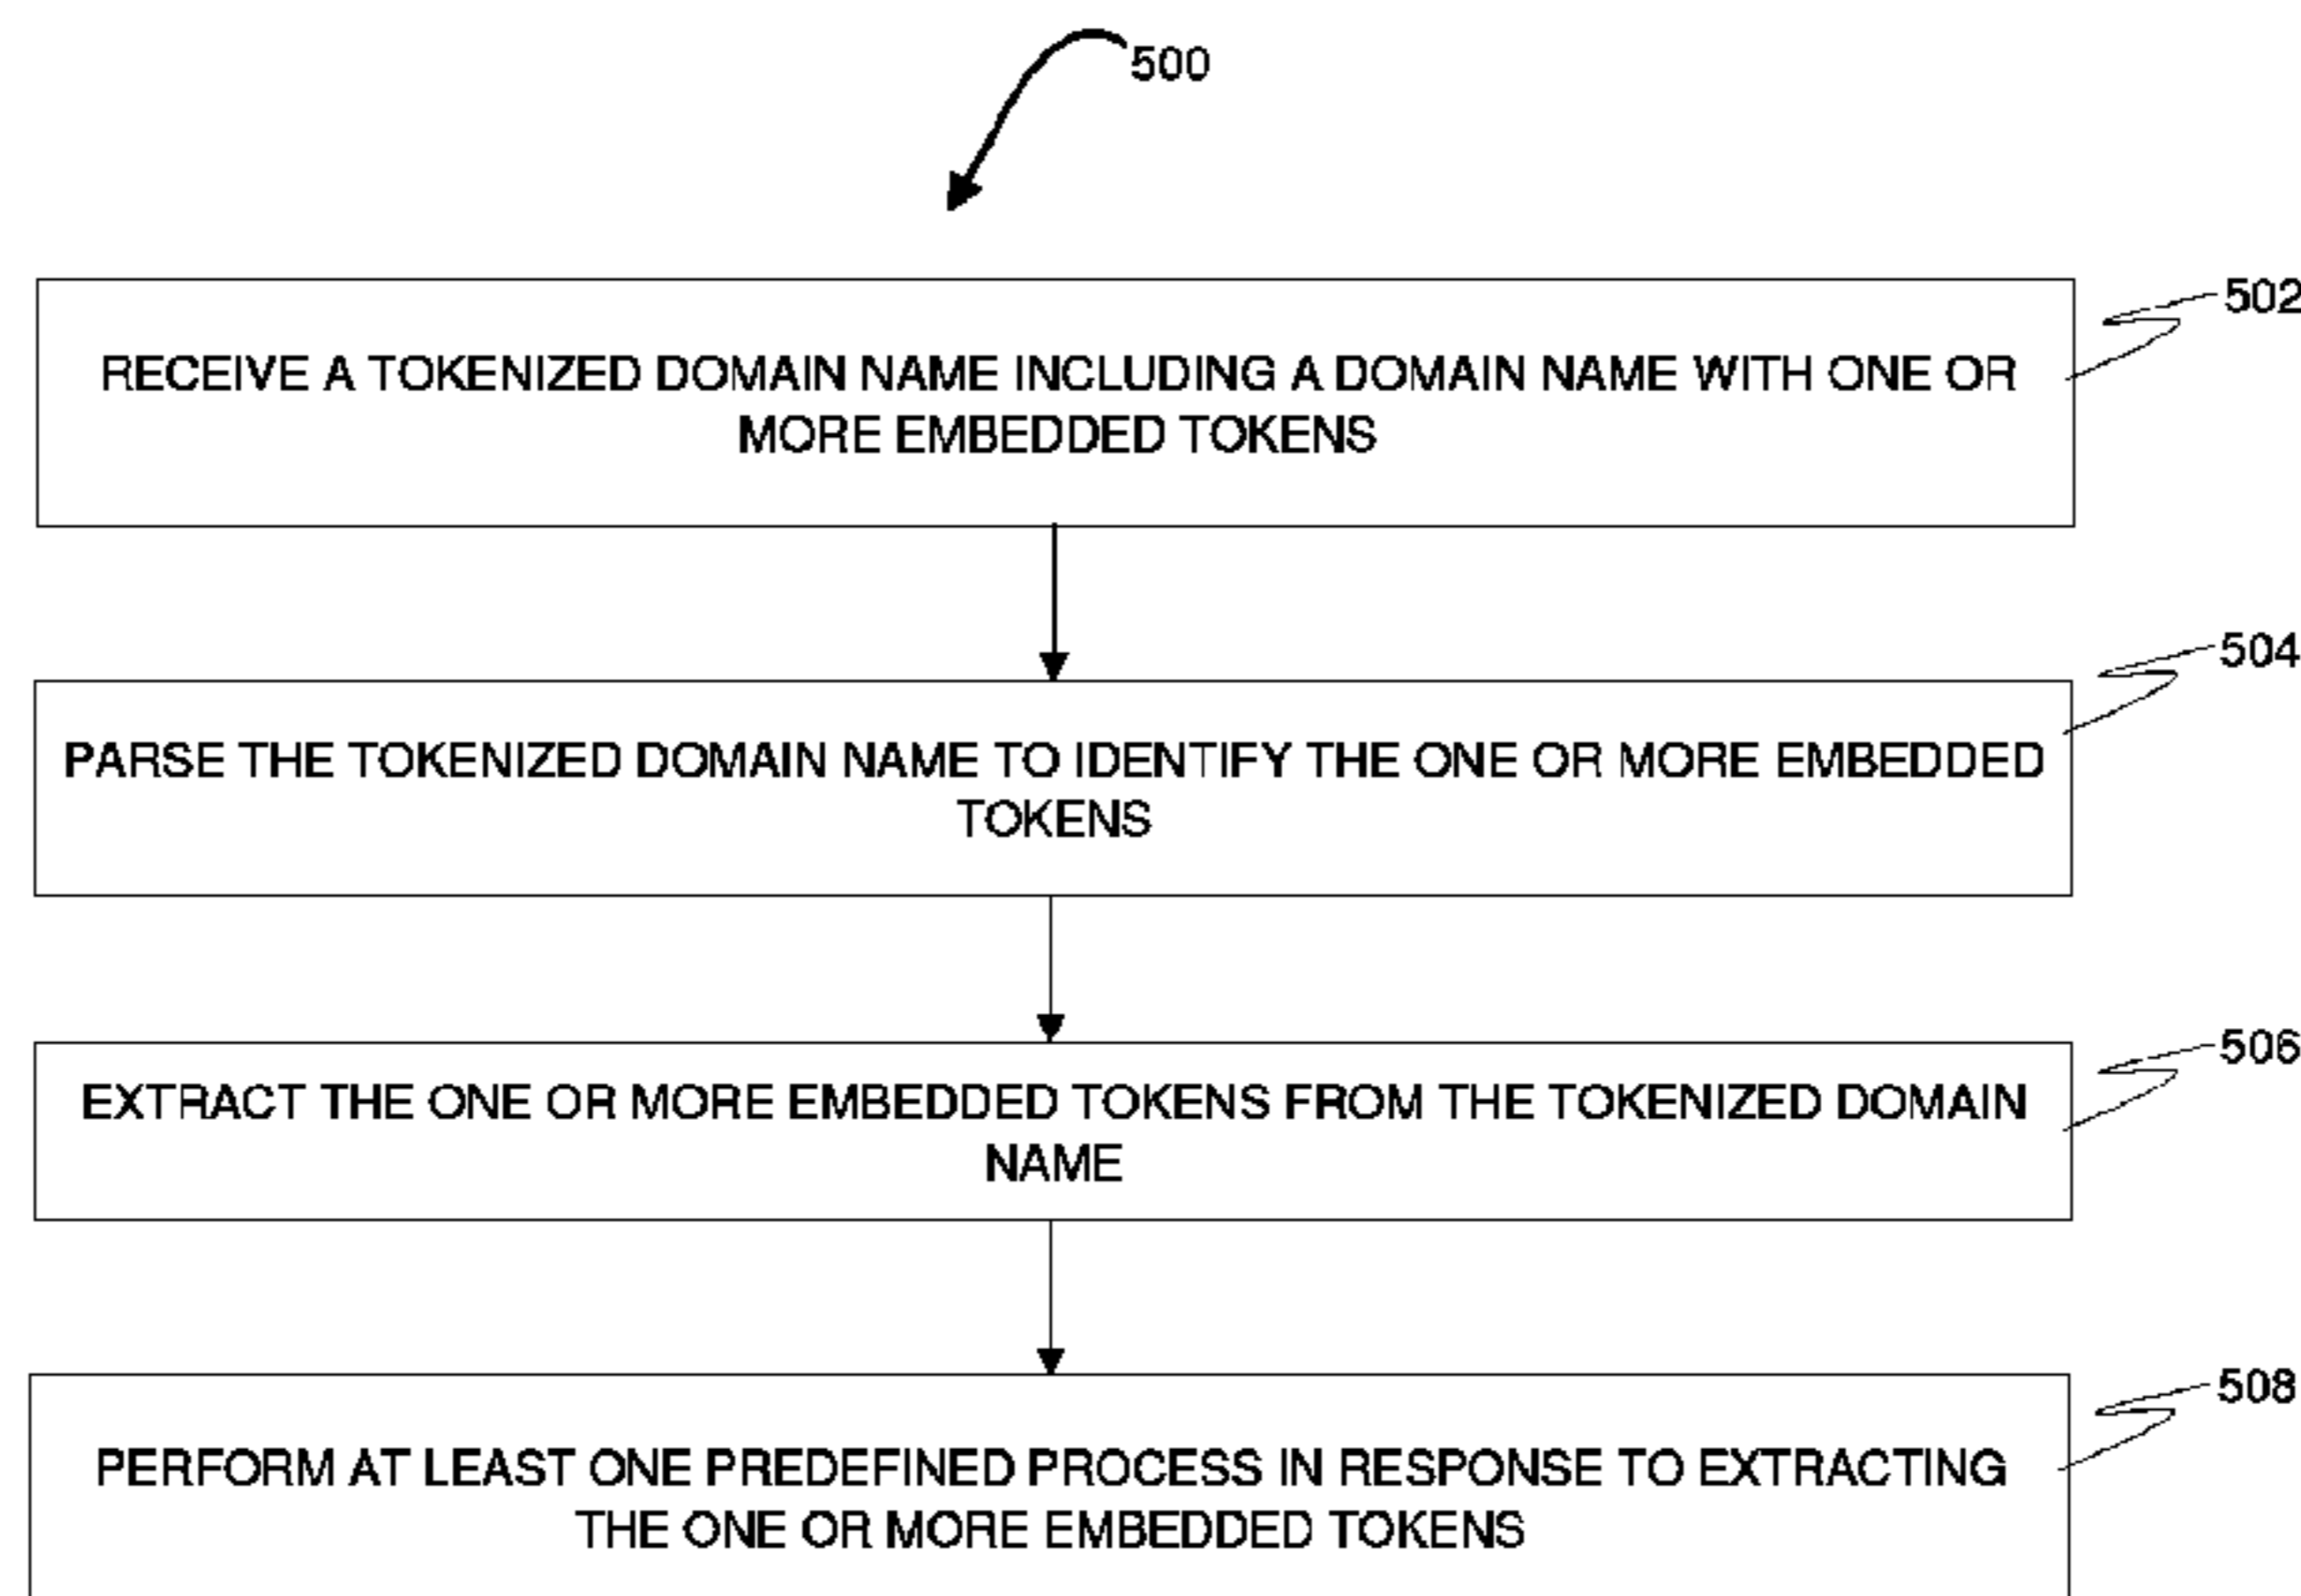 500
502
RECEIVE A TOKENIZED DOMAIN NAME INCLUDING A DOMAIN NAME WITH ONE OR
MORE EMBEDDED TOKENS
504
PARSE THE TOKENIZED DOMAIN NAME TO IDENTIFY THE ONE OR MORE EMBEDDED
TOKENS
506
EXTRACT THE ONE OR MORE EMBEDDED TOKENS FROM THE TOKENIZED DOMAIN
NAME
508
PERFORM AT LEAST ONE PREDEFINED PROCESS IN RESPONSE TO EXTRACTING
THE ONE OR MORE EMBEDDED TOKENS